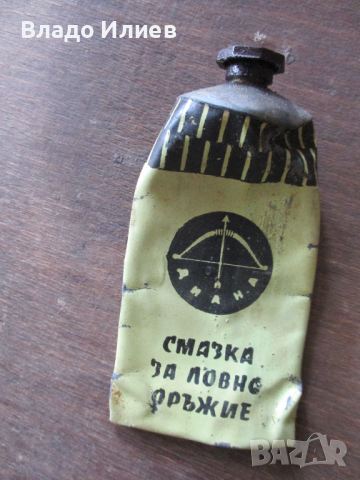 Владо Илиев
ДИАНА
СМАЗКА
ЗА ЛОВНО
ОРЪЖИЕ
BAZAR